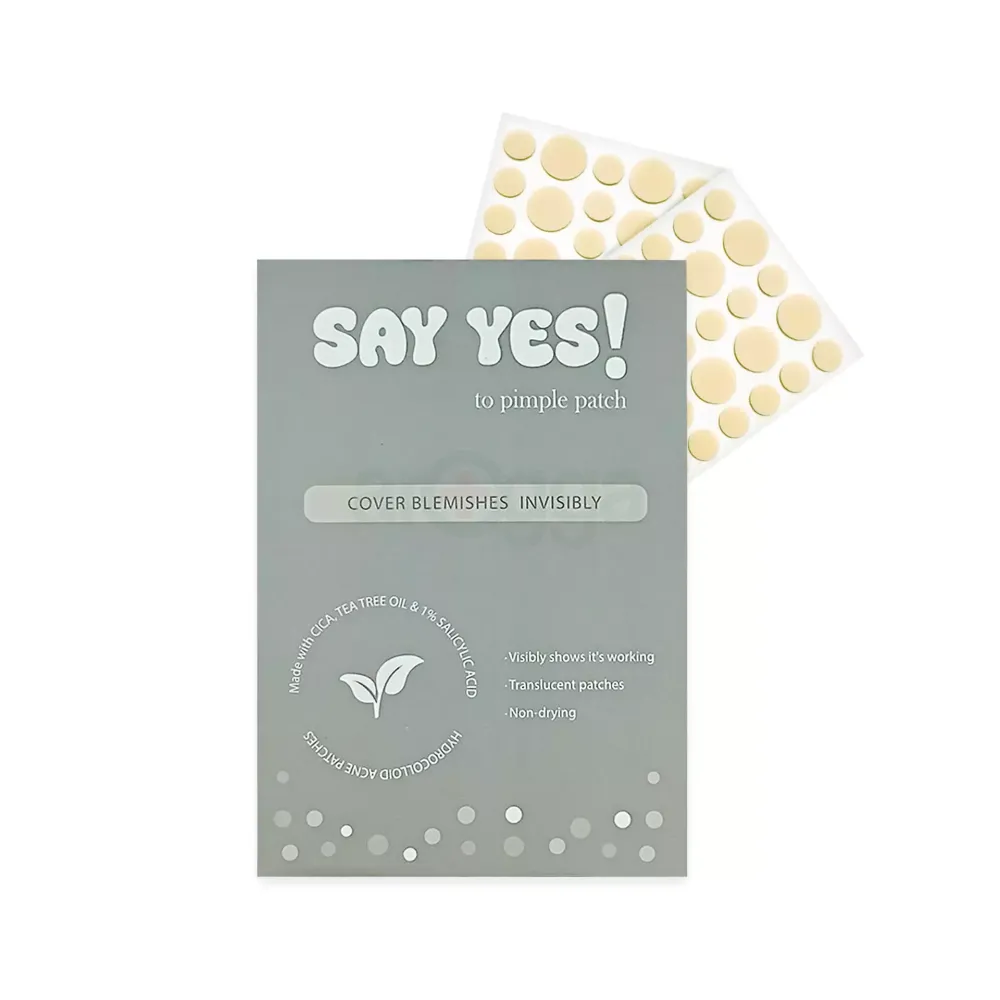 SAY YES!
to pimple patch
COVER BLEMISHES INVISIBLY
Made with CICA, TEA TREE OIL & 1% SALICYLIC ACID
HYDROCOLLOID ACNE PATCHES
·Visibly shows it's working
·Translucent patches
·Non-drying